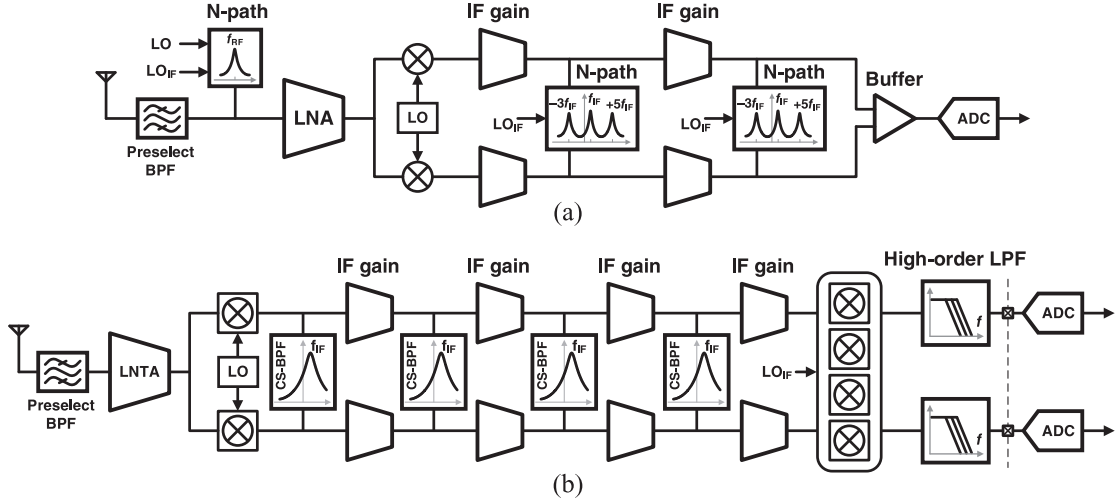 (a)
N-path
IF gain
IF gain
LO
LO_IF
f_RF
N-path
N-path
Buffer
LNA
LO
LO_IF
−3f_IF f_IF +5f_IF
LO_IF
−3f_IF f_IF +5f_IF
ADC
Preselect
BPF
(a)
IF gain
IF gain
IF gain
IF gain
High-order LPF
LNTA
LO
CS-BPF
f_IF
CS-BPF
f_IF
CS-BPF
f_IF
CS-BPF
f_IF
LO_IF
f
ADC
Preselect
BPF
f
ADC
(b)